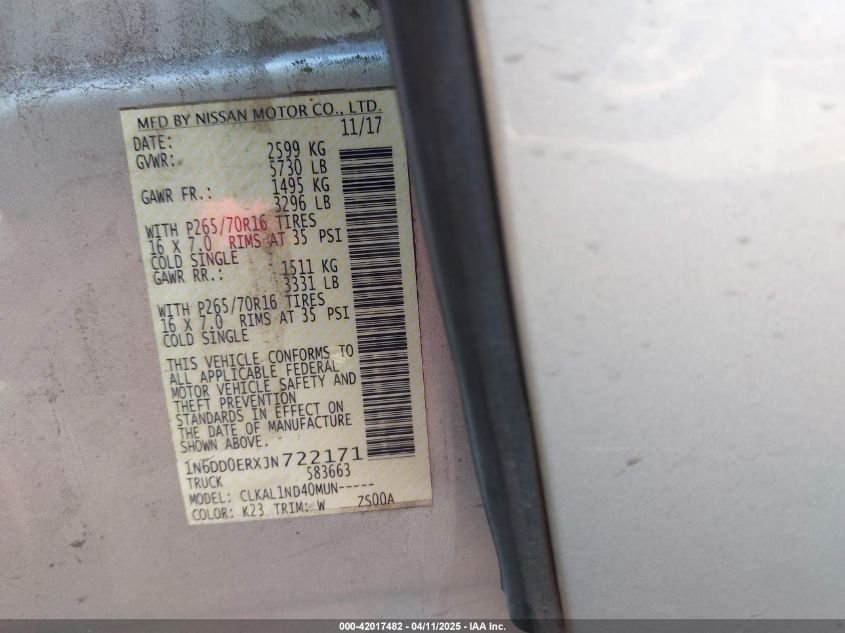 MFD BY NISSAN MOTOR CO., LTD.
DATE: 11/17
GVWR: 2599 KG
5730 LB
GAWR FR.: 1495 KG
3296 LB
WITH P265/70R16 TIRES
16 X 7.0 RIMS AT 35 PSI
COLD SINGLE
GAWR RR.: 1511 KG
3331 LB
WITH P265/70R16 TIRES
16 X 7.0 RIMS AT 35 PSI
COLD SINGLE
THIS VEHICLE CONFORMS TO
ALL APPLICABLE FEDERAL
MOTOR VEHICLE SAFETY AND
THEFT PREVENTION
STANDARDS IN EFFECT ON
THE DATE OF MANUFACTURE
SHOWN ABOVE.
1N6DD0ERXJN722171
TRUCK 583663
MODEL: CLKAL1ND40MUN-----
COLOR: K23 TRIM: W ZS00A
000-42017482 - 04/11/2025 - IAA Inc.